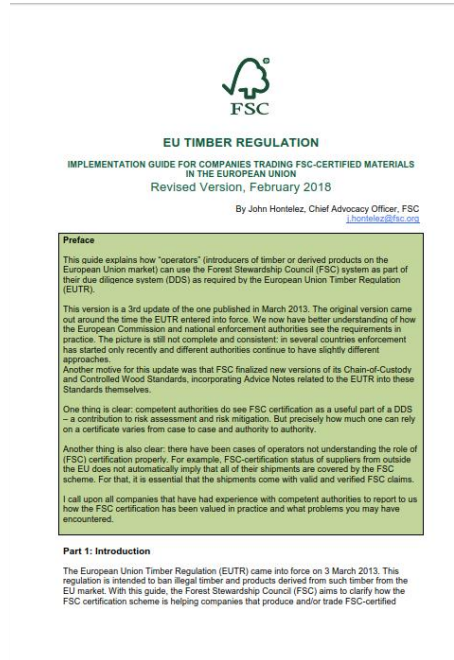 FSC
EU TIMBER REGULATION
IMPLEMENTATION GUIDE FOR COMPANIES TRADING FSC-CERTIFIED MATERIALS
IN THE EUROPEAN UNION
Revised Version, February 2018
By John Hontelez, Chief Advocacy Officer, FSC
j.hontelez@fsc.org
Preface
This guide explains how "operators" (introducers of timber or derived products on the
European Union market) can use the Forest Stewardship Council (FSC) system as part of
their due diligence system (DDS) as required by the European Union Timber Regulation
(EUTR).
This version is a 3rd update of the one published in March 2013. The original version came
out around the time the EUTR entered into force. We now have better understanding of how
the European Commission and national enforcement authorities see the requirements in
practice. The picture is still not complete and consistent: in several countries enforcement
has started only recently and different authorities continue to have slightly different
approaches.
Another motive for this update was that FSC finalized new versions of its Chain-of-Custody
and Controlled Wood Standards, incorporating Advice Notes related to the EUTR into these
Standards themselves.
One thing is clear: competent authorities do see FSC certification as a useful part of a DDS
– a contribution to risk assessment and risk mitigation. But precisely how much one can rely
on a certificate varies from case to case and authority to authority.
Another thing is also clear: there have been cases of operators not understanding the role of
(FSC) certification properly. For example, FSC-certification status of suppliers from outside
the EU does not automatically imply that all of their shipments are covered by the FSC
scheme. For that, it is essential that the shipments come with valid and verified FSC claims.
I call upon all companies that have had experience with competent authorities to report to us
how the FSC certification has been valued in practice and what problems you may have
encountered.
Part 1: Introduction
The European Union Timber Regulation (EUTR) came into force on 3 March 2013. This
regulation is intended to ban illegal timber and products derived from such timber from the
EU market. With this guide, the Forest Stewardship Council (FSC) aims to clarify how the
FSC certification scheme is helping companies that produce and/or trade FSC-certified